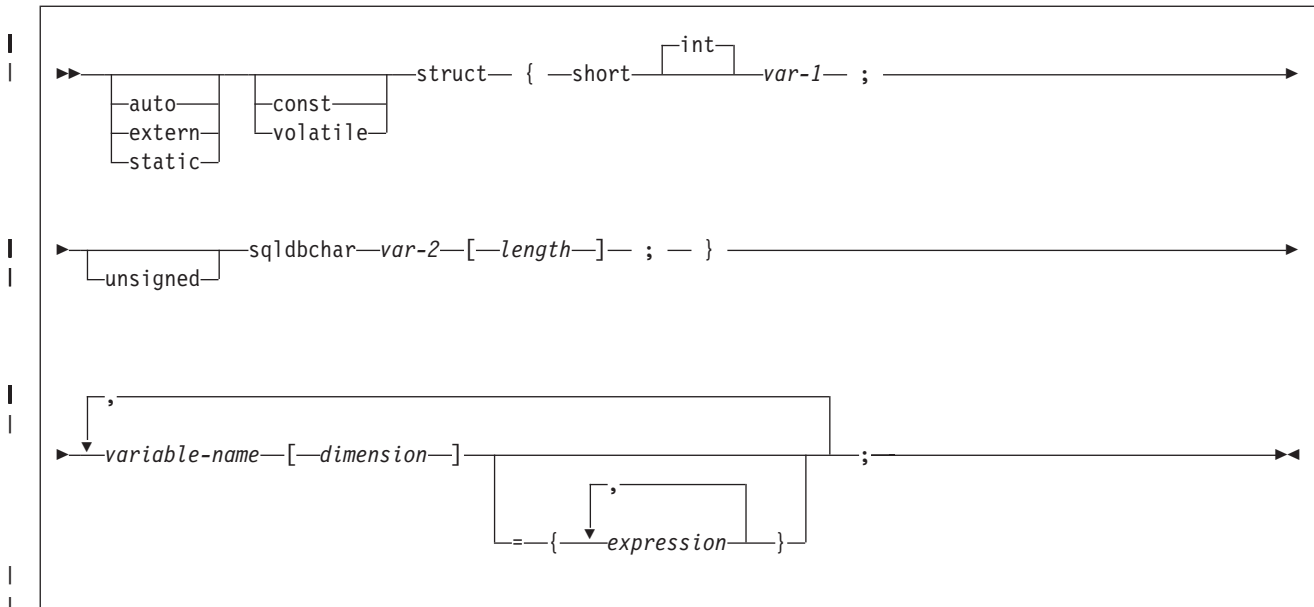 int
struct { short var-1 ;
auto const
extern volatile
static
sqldbchar var-2 [ length ] ; }
unsigned
,
variable-name [ dimension ] ;
,
= { expression }